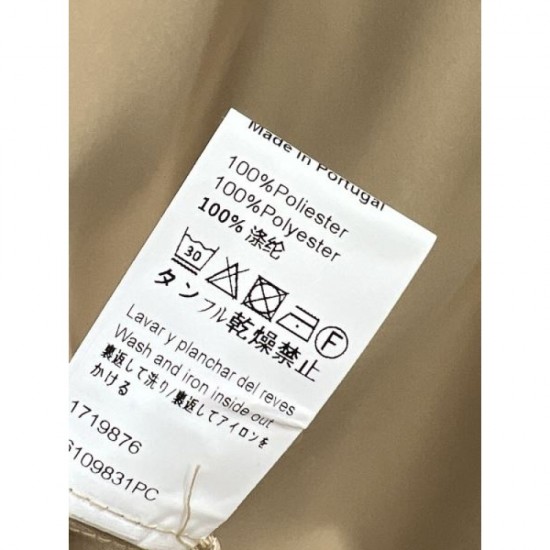 Made in Portugal
100%Poliester
100%Polyester
100% 涤纶
30 F
タンフル乾燥禁止
Lavar y planchar del reves
Wash and iron inside out
裏返して洗り/裏返してアイロンを
かける
1719876
6109831PC